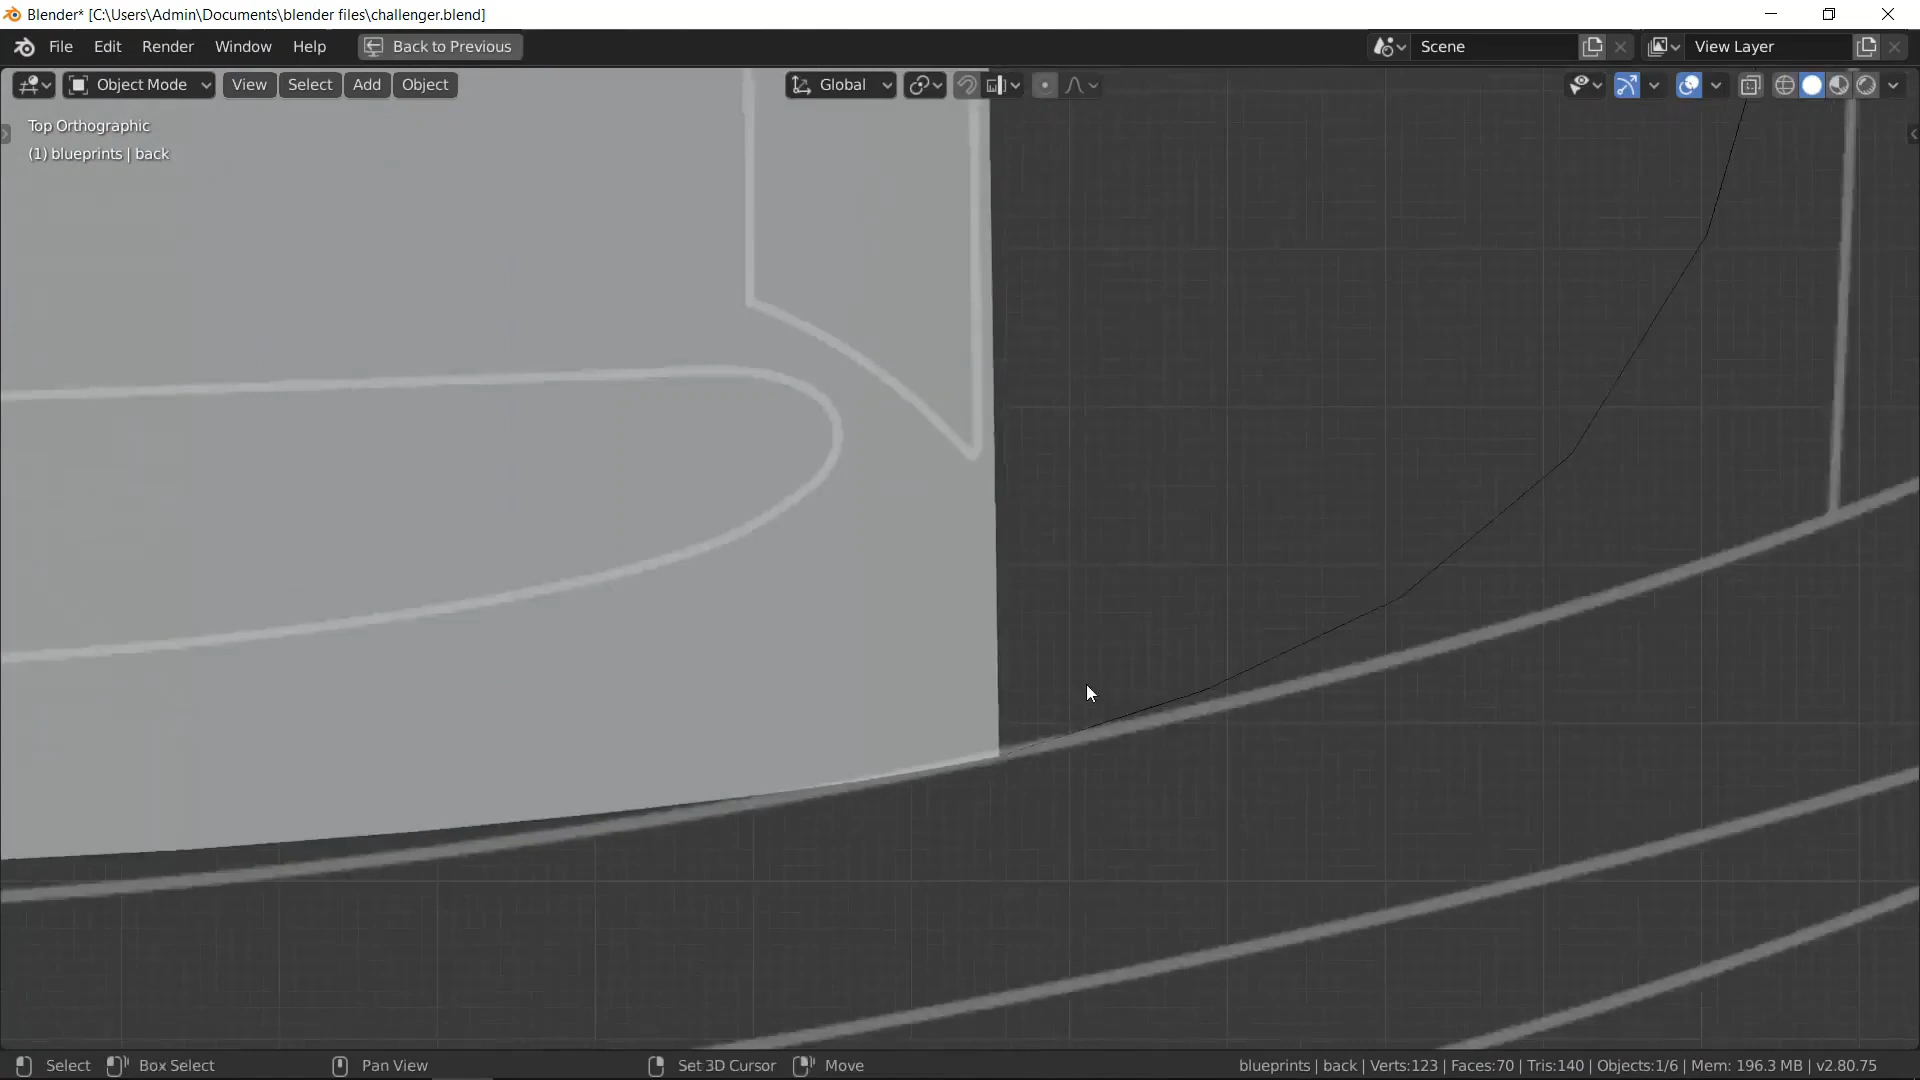 Blender* [C:\Users\Admin\Documents\blender files\challenger.blend]
File Edit Render Window Help Back to Previous Scene View Layer
Object Mode View Select Add Object Global
Top Orthographic
(1) blueprints | back
Select Box Select Pan View Set 3D Cursor Move blueprints | back | Verts:123 | Faces:70 | Tris:140 | Objects:1/6 | Mem: 196.3 MB | v2.80.75